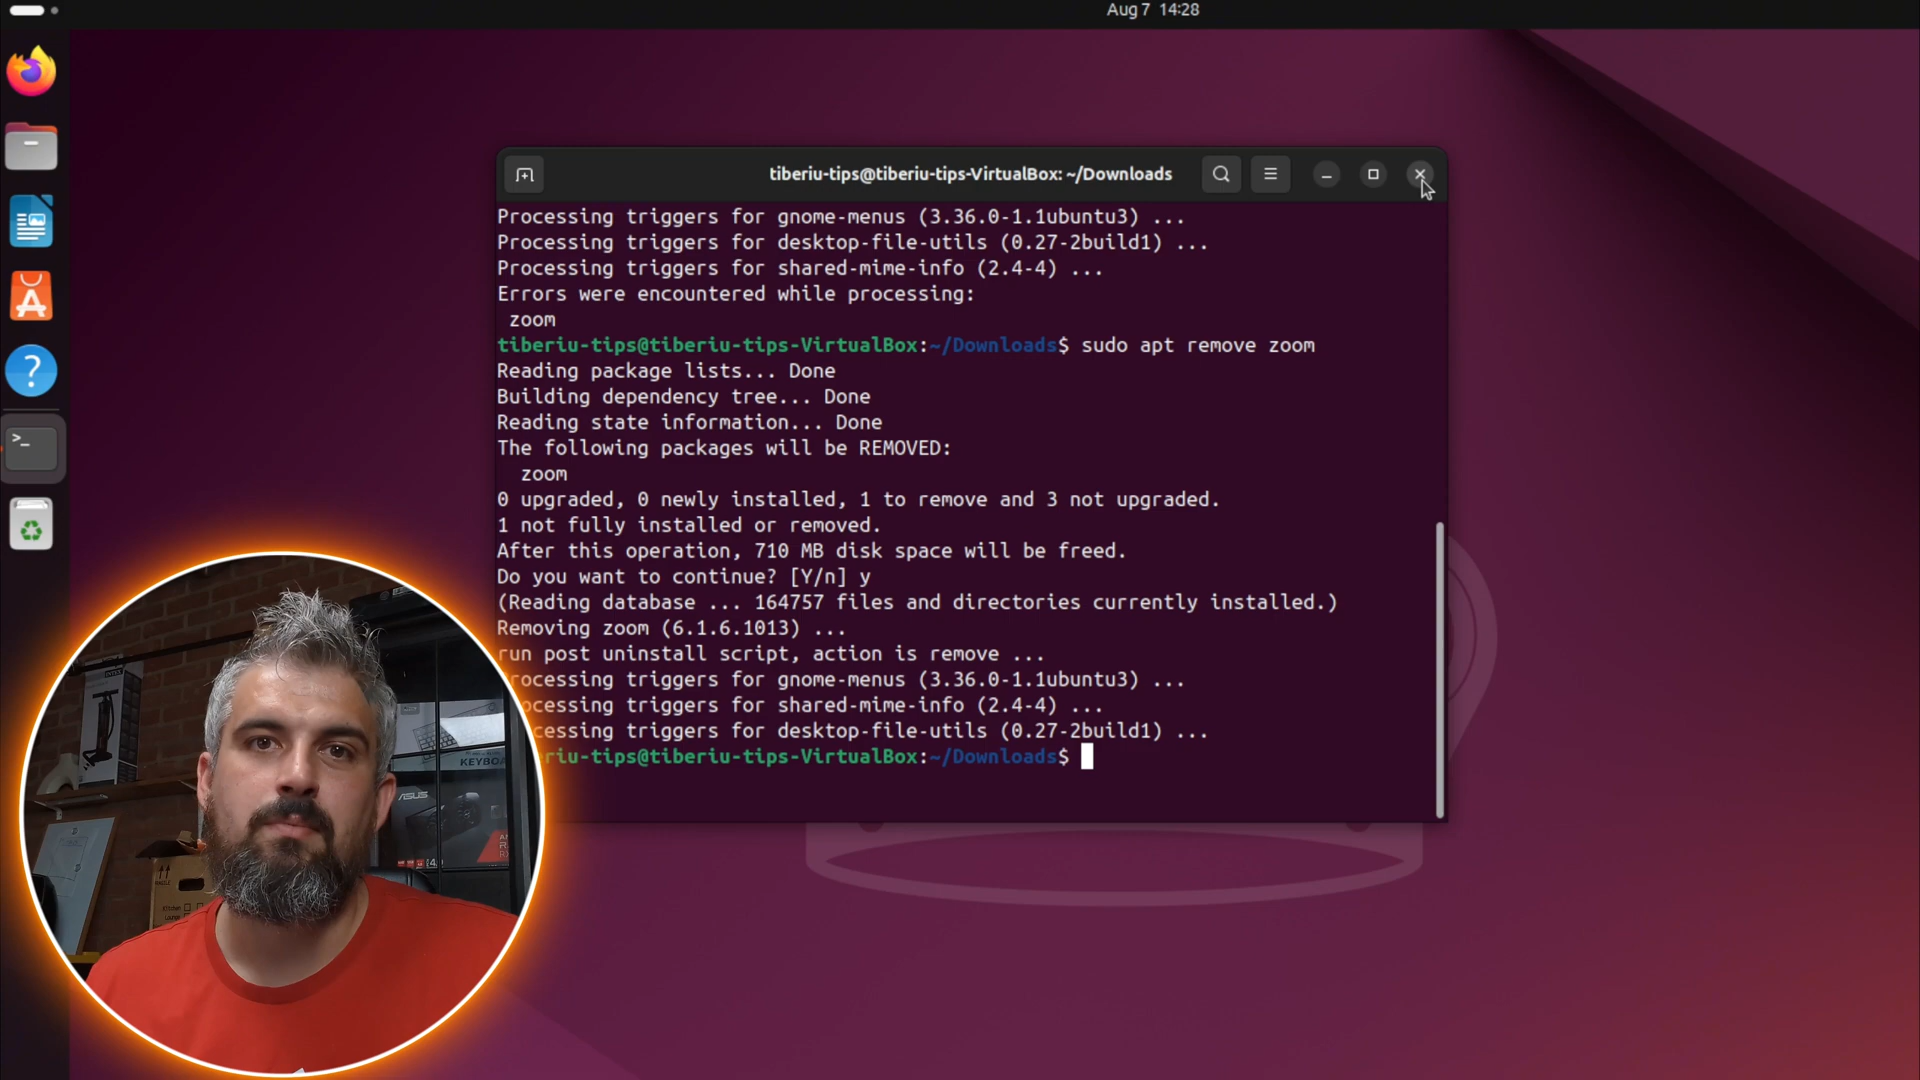 Aug 7 14:28
tiberiu-tips@tiberiu-tips-VirtualBox: ~/Downloads
Processing triggers for gnome-menus (3.36.0-1.1ubuntu3) ...
Processing triggers for desktop-file-utils (0.27-2build1) ...
Processing triggers for shared-mime-info (2.4-4) ...
Errors were encountered while processing:
zoom
tiberiu-tips@tiberiu-tips-VirtualBox:~/Downloads$ sudo apt remove zoom
Reading package lists... Done
Building dependency tree... Done
Reading state information... Done
The following packages will be REMOVED:
zoom
0 upgraded, 0 newly installed, 1 to remove and 3 not upgraded.
1 not fully installed or removed.
After this operation, 710 MB disk space will be freed.
Do you want to continue? [Y/n] y
(Reading database ... 164757 files and directories currently installed.)
Removing zoom (6.1.6.1013) ...
run post uninstall script, action is remove ...
ocessing triggers for gnome-menus (3.36.0-1.1ubuntu3) ...
ocessing triggers for shared-mime-info (2.4-4) ...
cessing triggers for desktop-file-utils (0.27-2build1) ...
riu-tips@tiberiu-tips-VirtualBox:~/Downloads$
KEYBO
ASUS